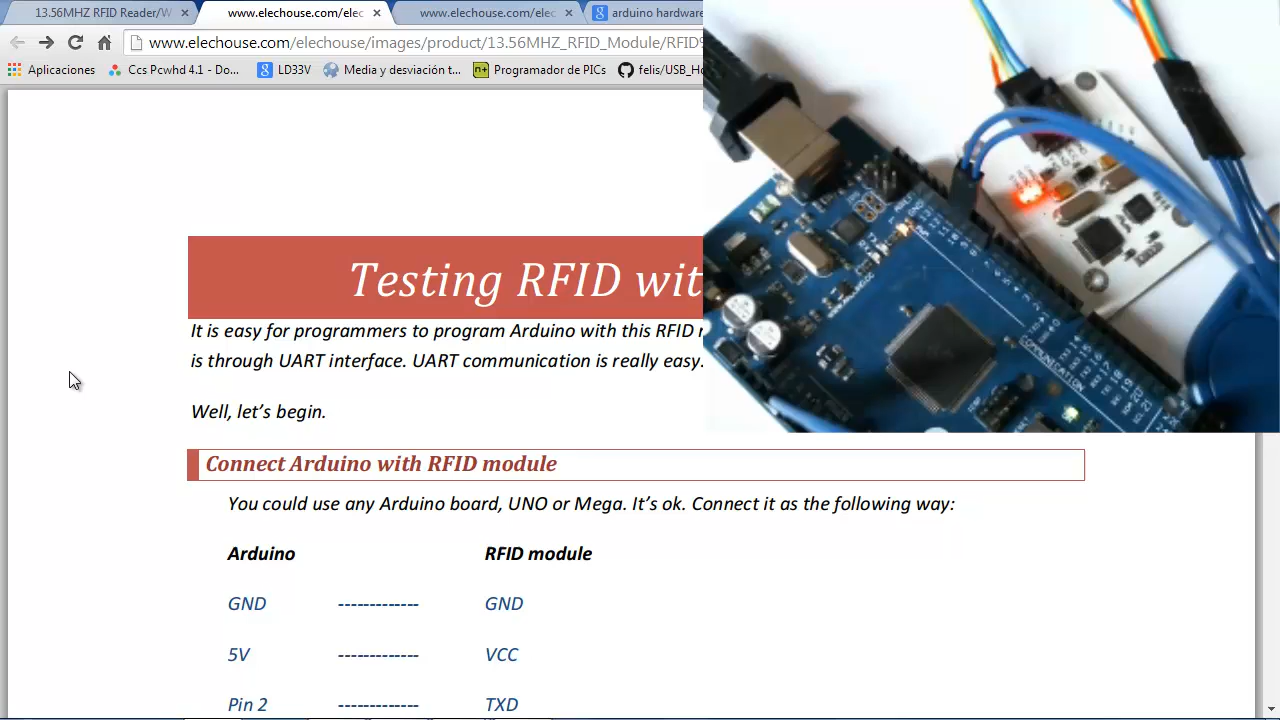 13.56MHZ RFID Reader/W
www.elechouse.com/elec
www.elechouse.com/elec
arduino hardware
www.elechouse.com/elechouse/images/product/13.56MHZ_RFID_Module/RFID
Aplicaciones
Ccs Pcwhd 4.1 - Do...
LD33V
Media y desviación t...
Programador de PICs
felis/USB_Ho
Testing RFID wit
It is easy for programmers to program Arduino with this RFID
is through UART interface. UART communication is really easy.
Well, let's begin.
Connect Arduino with RFID module
You could use any Arduino board, UNO or Mega. It's ok. Connect it as the following way:
Arduino RFID module
GND ------------- GND
5V ------------- VCC
Pin 2 ------------- TXD
COMMUNICATION